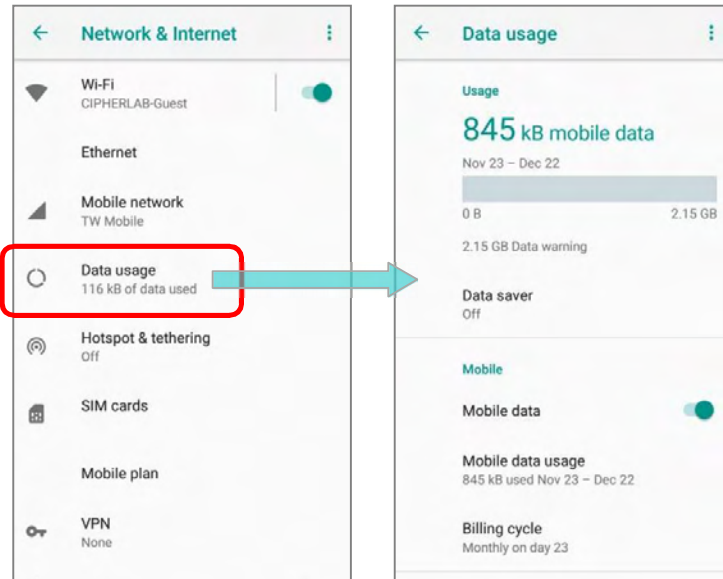 Network & Internet
Wi-Fi
CIPHERLAB-Guest
Ethernet
Mobile network
TW Mobile
Data usage
116 kB of data used
Hotspot & tethering
Off
SIM cards
Mobile plan
VPN
None
Data usage
Usage
845 kB mobile data
Nov 23 – Dec 22
0 B 2.15 GB
2.15 GB Data warning
Data saver
Off
Mobile
Mobile data
Mobile data usage
845 kB used Nov 23 – Dec 22
Billing cycle
Monthly on day 23